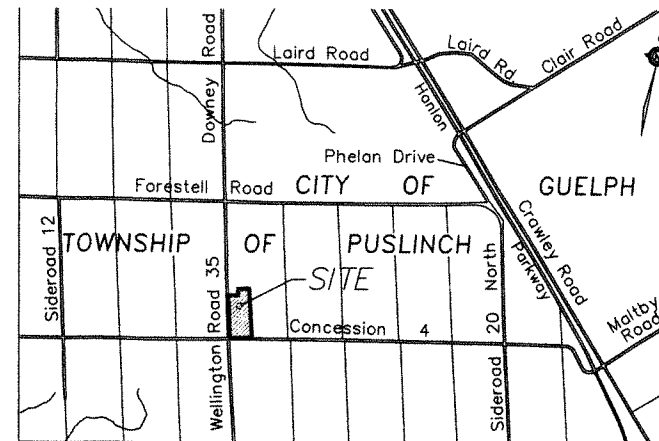 Laird Road
Laird Rd
Clair Road
Downey Road
Hanlon
Phelan Drive
Forestell Road
CITY OF GUELPH
Sideroad 12
TOWNSHIP OF PUSLINCH
Crawley Road
Parkway
SITE
Wellington Road 35
Concession 4
Sideroad 20 North
Maltby
Road